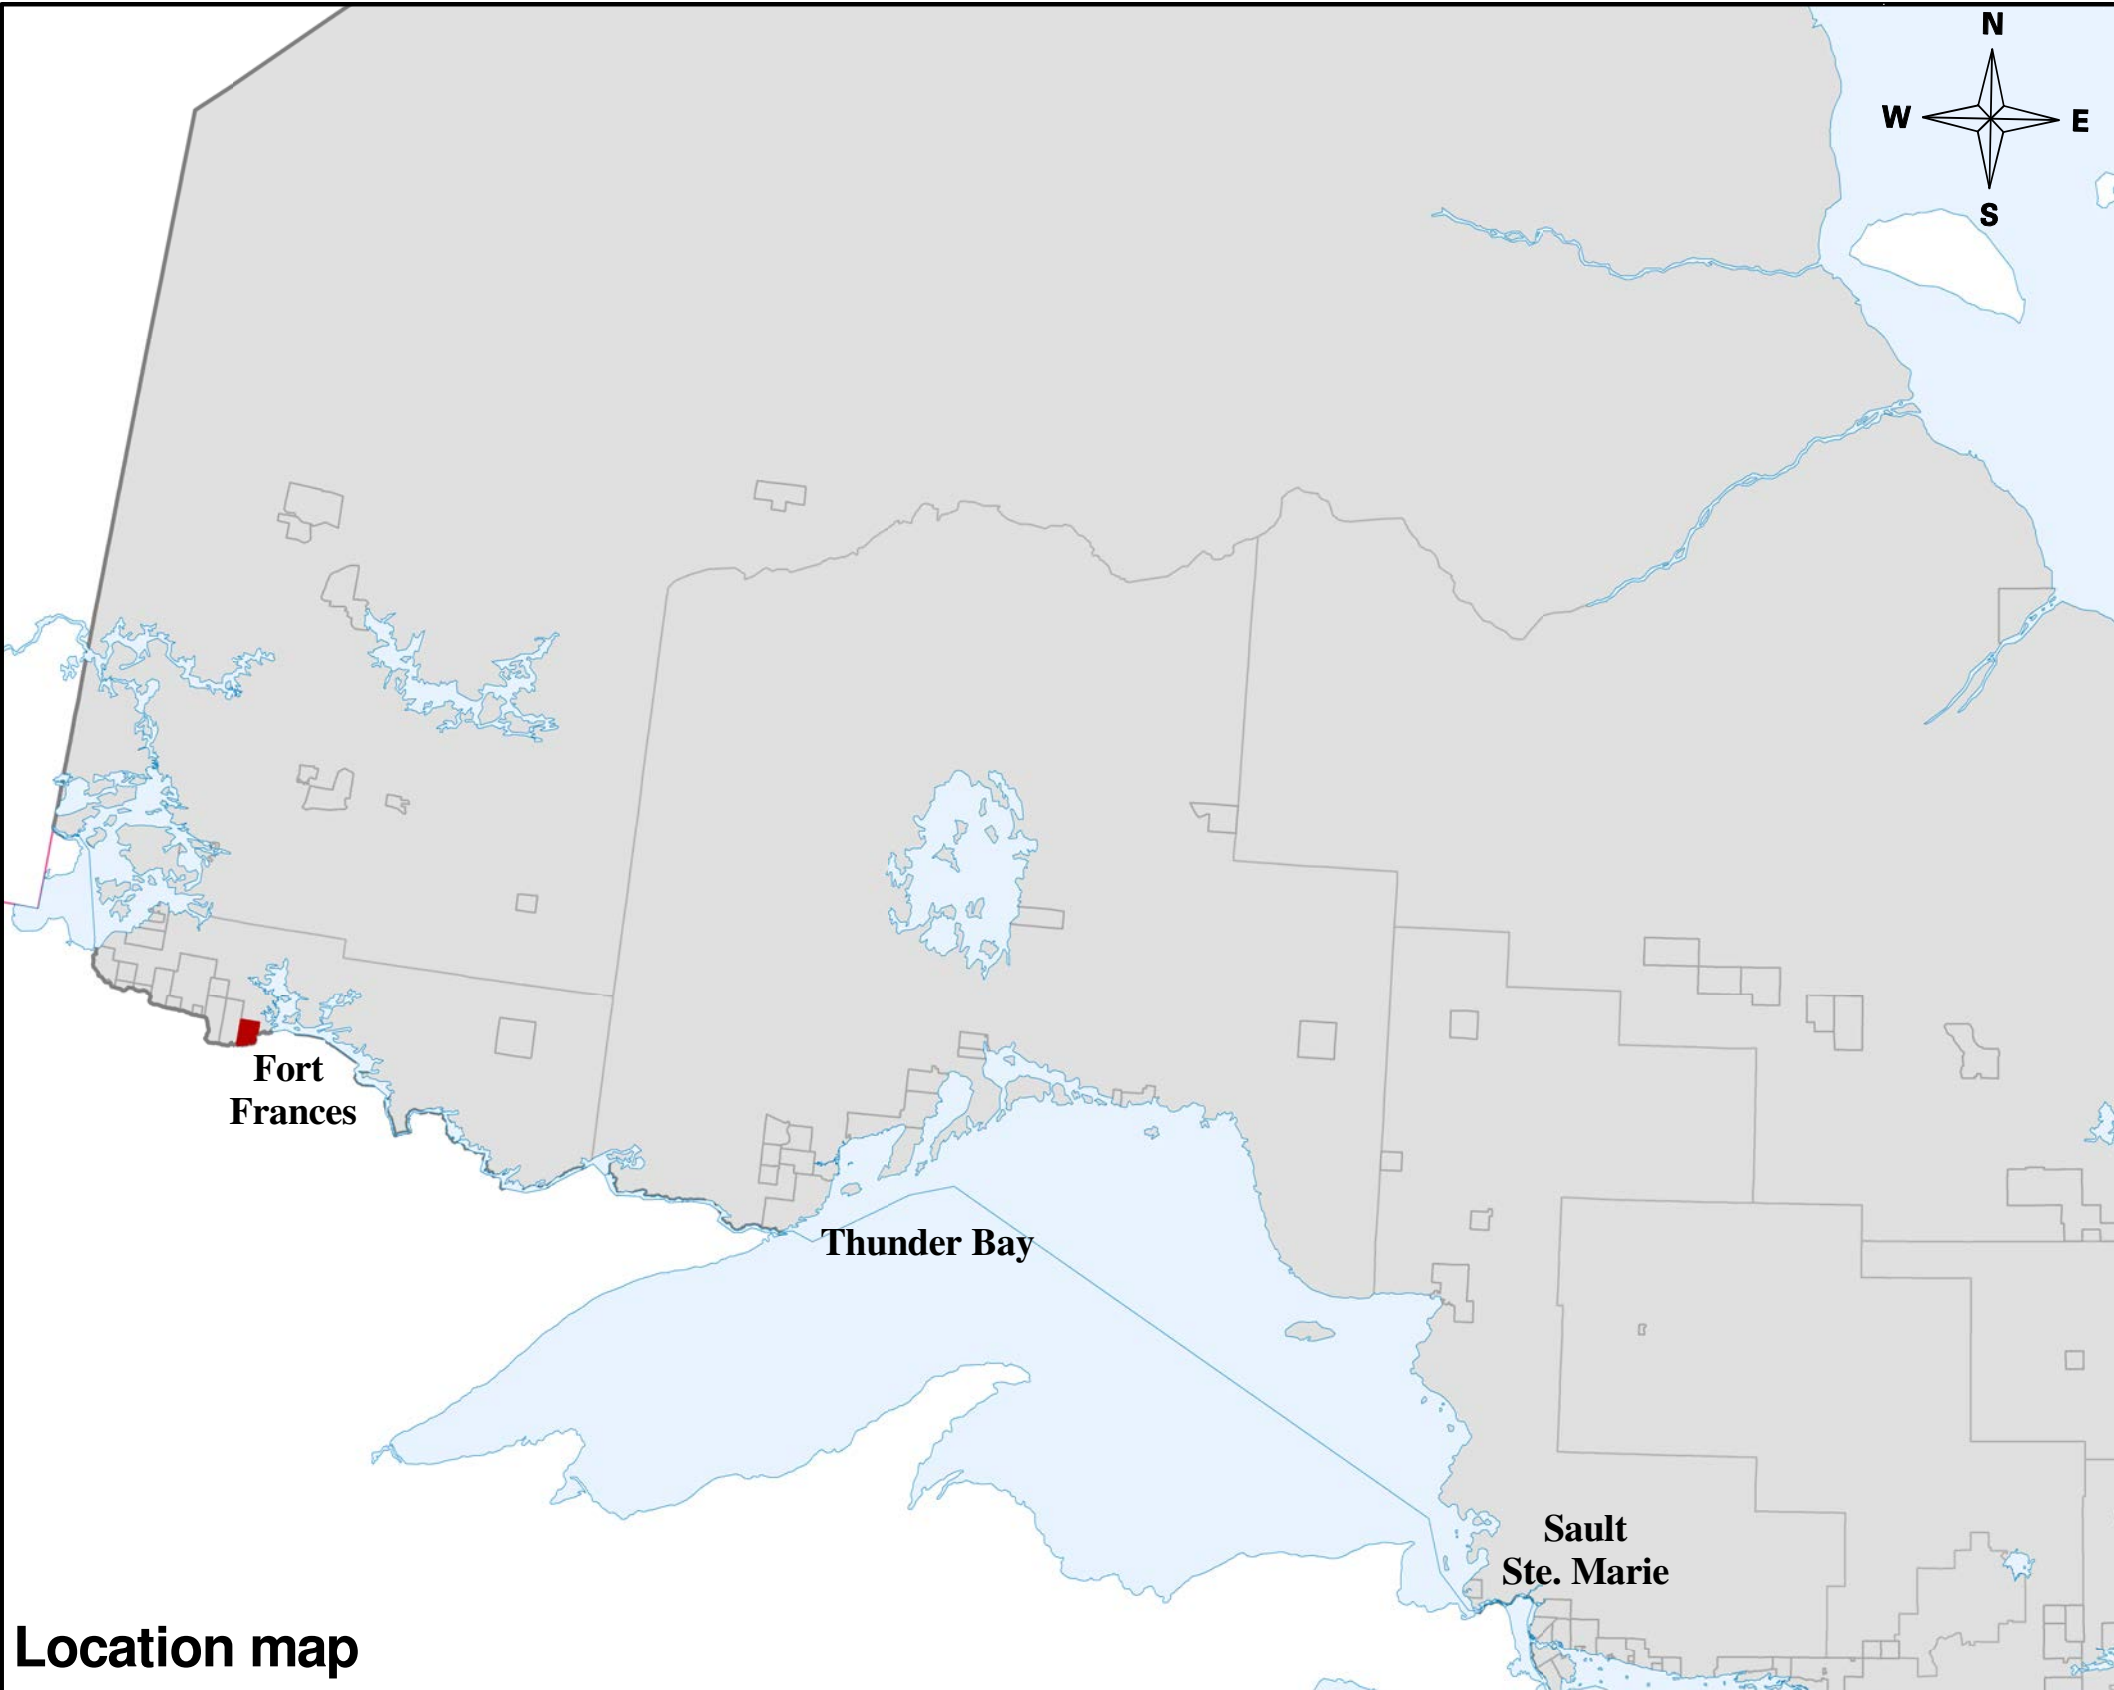 N
W
E
S
Fort
Frances
Thunder Bay
Sault
Ste. Marie
Location map